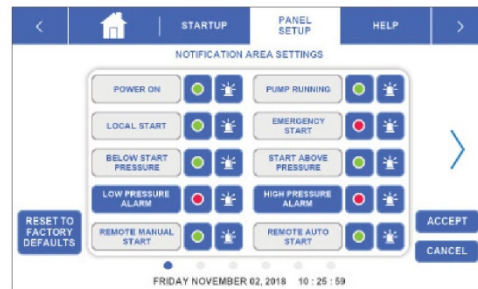 < STARTUP PANEL SETUP HELP >
NOTIFICATION AREA SETTINGS
POWER ON
PUMP RUNNING
LOCAL START
EMERGENCY
START
BELOW START
PRESSURE
START ABOVE
PRESSURE
LOW PRESSURE
ALARM
HIGH PRESSURE
ALARM
REMOTE MANUAL
START
REMOTE AUTO
START
RESET TO
FACTORY
DEFAULTS
ACCEPT
CANCEL
FRIDAY NOVEMBER 02, 2018 10 : 25 : 59